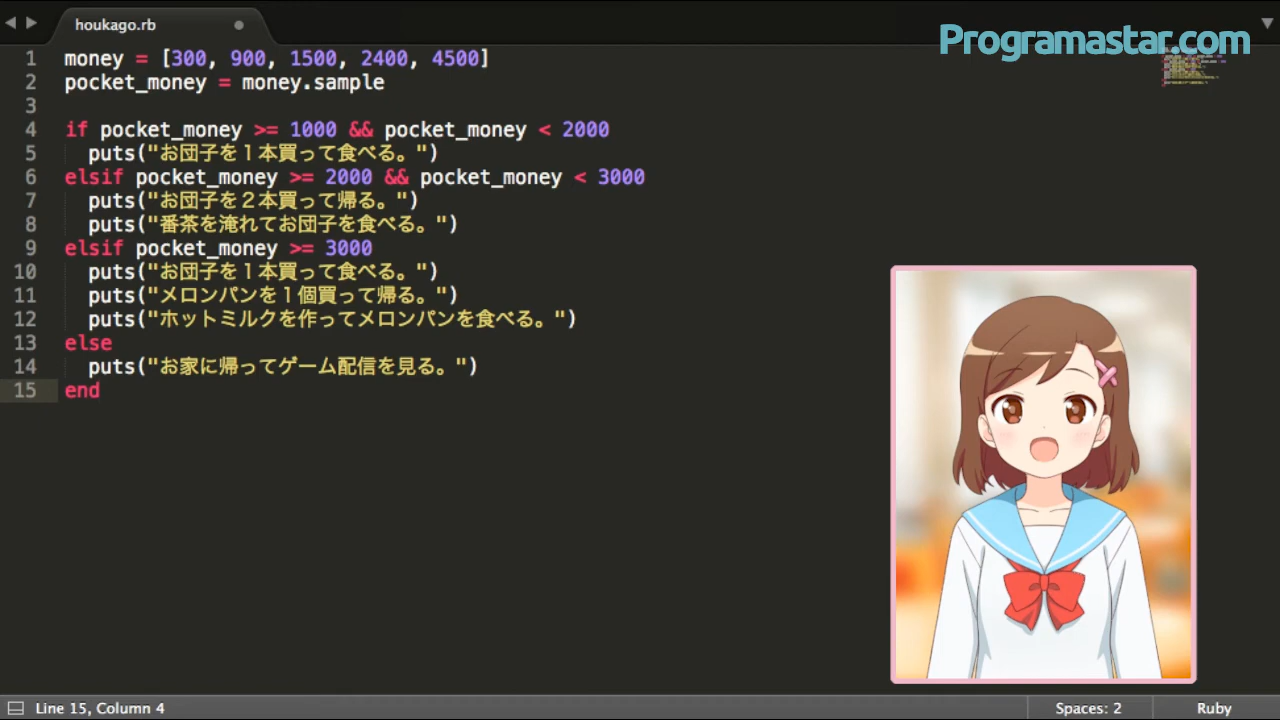 houkago.rb
Programastar.com
1 money = [300, 900, 1500, 2400, 4500]
2 pocket_money = money.sample
3
4 if pocket_money >= 1000 && pocket_money < 2000
5 puts("お団子を１本買って食べる。")
6 elsif pocket_money >= 2000 && pocket_money < 3000
7 puts("お団子を２本買って帰る。")
8 puts("番茶を淹れてお団子を食べる。")
9 elsif pocket_money >= 3000
10 puts("お団子を１本買って食べる。")
11 puts("メロンパンを１個買って帰る。")
12 puts("ホットミルクを作ってメロンパンを食べる。")
13 else
14 puts("お家に帰ってゲーム配信を見る。")
15 end
Line 15, Column 4
Spaces: 2
Ruby